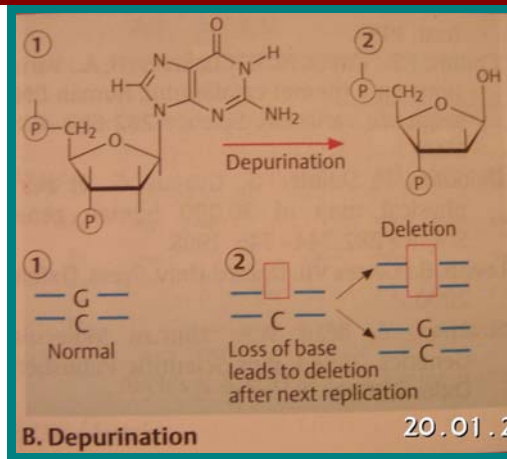 1
2
O
H
N
N
H
N
N
NH₂
P
CH₂
O
P
Depurination
P
CH₂
O
OH
P
1
G
C
Normal
2
C
Loss of base
leads to deletion
after next replication
Deletion
G
C
B. Depurination
20.01.2